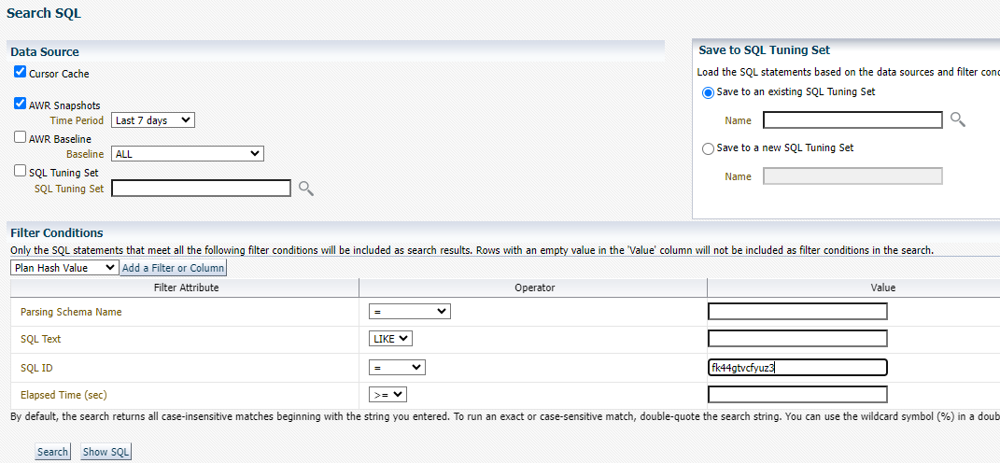 Search SQL
Data Source
Cursor Cache
AWR Snapshots
Time Period Last 7 days
AWR Baseline
Baseline ALL
SQL Tuning Set
SQL Tuning Set
Save to SQL Tuning Set
Load the SQL statements based on the data sources and filter conc
Save to an existing SQL Tuning Set
Name
Save to a new SQL Tuning Set
Name
Filter Conditions
Only the SQL statements that meet all the following filter conditions will be included as search results. Rows with an empty value in the 'Value' column will not be included as filter conditions in the search.
Plan Hash Value Add a Filter or Column
Filter Attribute Operator Value
Parsing Schema Name =
SQL Text LIKE
SQL ID = fk44gtvcfyuz3
Elapsed Time (sec) >=
By default, the search returns all case-insensitive matches beginning with the string you entered. To run an exact or case-sensitive match, double-quote the search string. You can use the wildcard symbol (%) in a doub
Search Show SQL